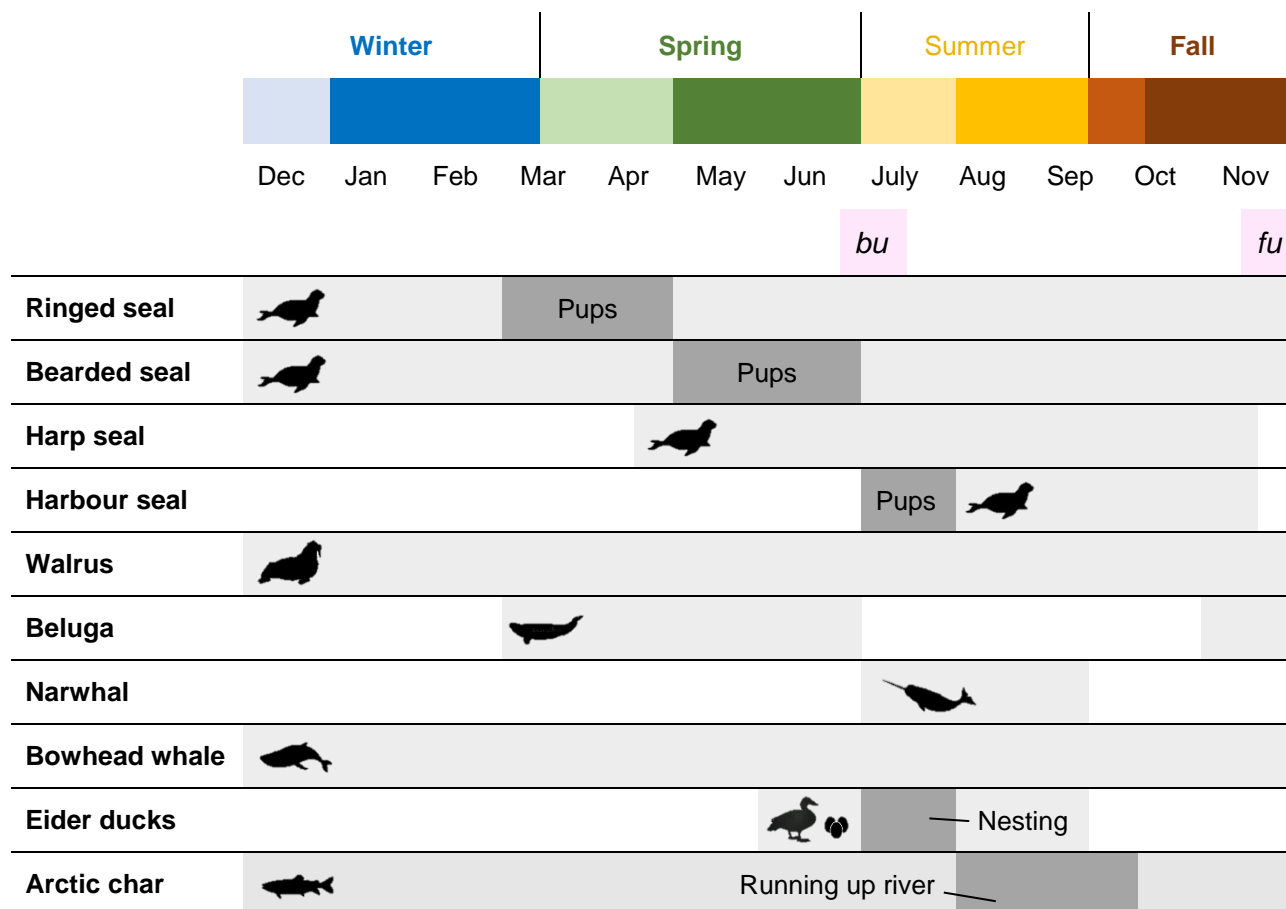 Winter Spring Summer Fall
Dec Jan Feb Mar Apr May Jun July Aug Sep Oct Nov
bu fu
Ringed seal Pups
Bearded seal Pups
Harp seal
Harbour seal Pups
Walrus
Beluga
Narwhal
Bowhead whale
Eider ducks Nesting
Arctic char Running up river